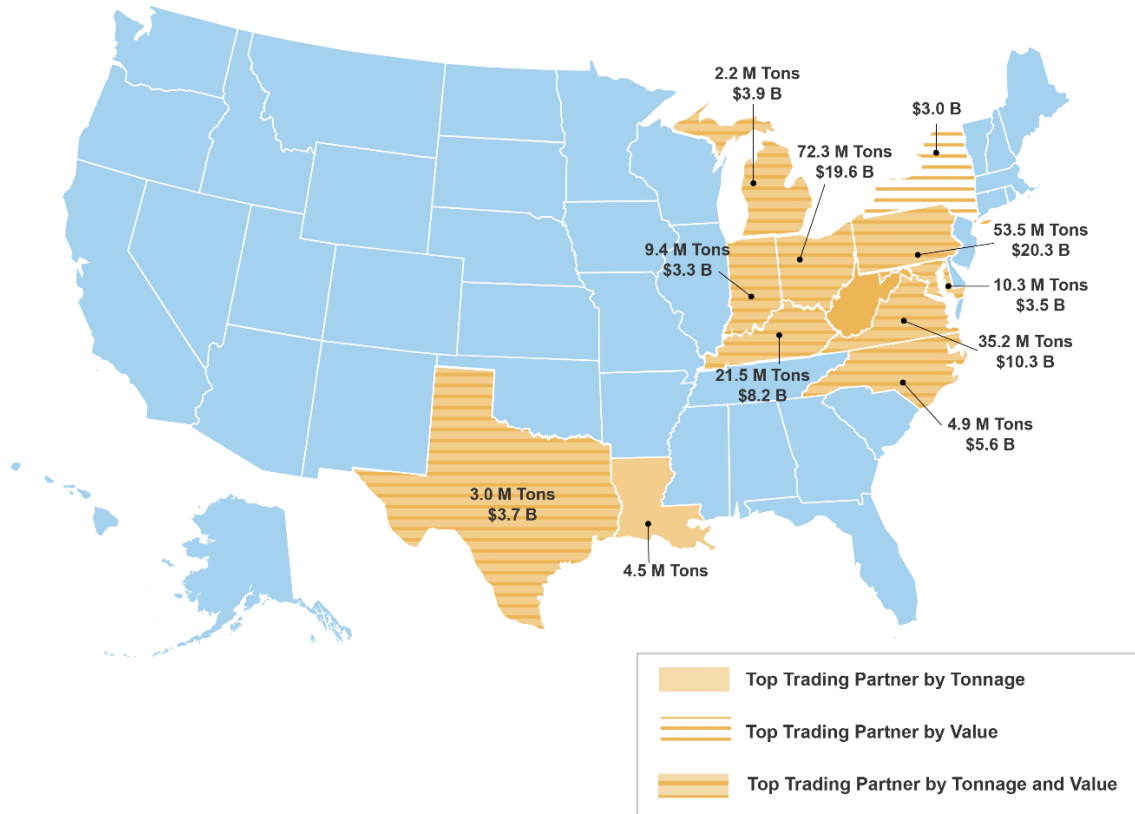 2.2 M Tons
$3.9 B
$3.0 B
72.3 M Tons
$19.6 B
53.5 M Tons
$20.3 B
9.4 M Tons
$3.3 B
10.3 M Tons
$3.5 B
35.2 M Tons
$10.3 B
21.5 M Tons
$8.2 B
4.9 M Tons
$5.6 B
3.0 M Tons
$3.7 B
4.5 M Tons
Top Trading Partner by Tonnage
Top Trading Partner by Value
Top Trading Partner by Tonnage and Value